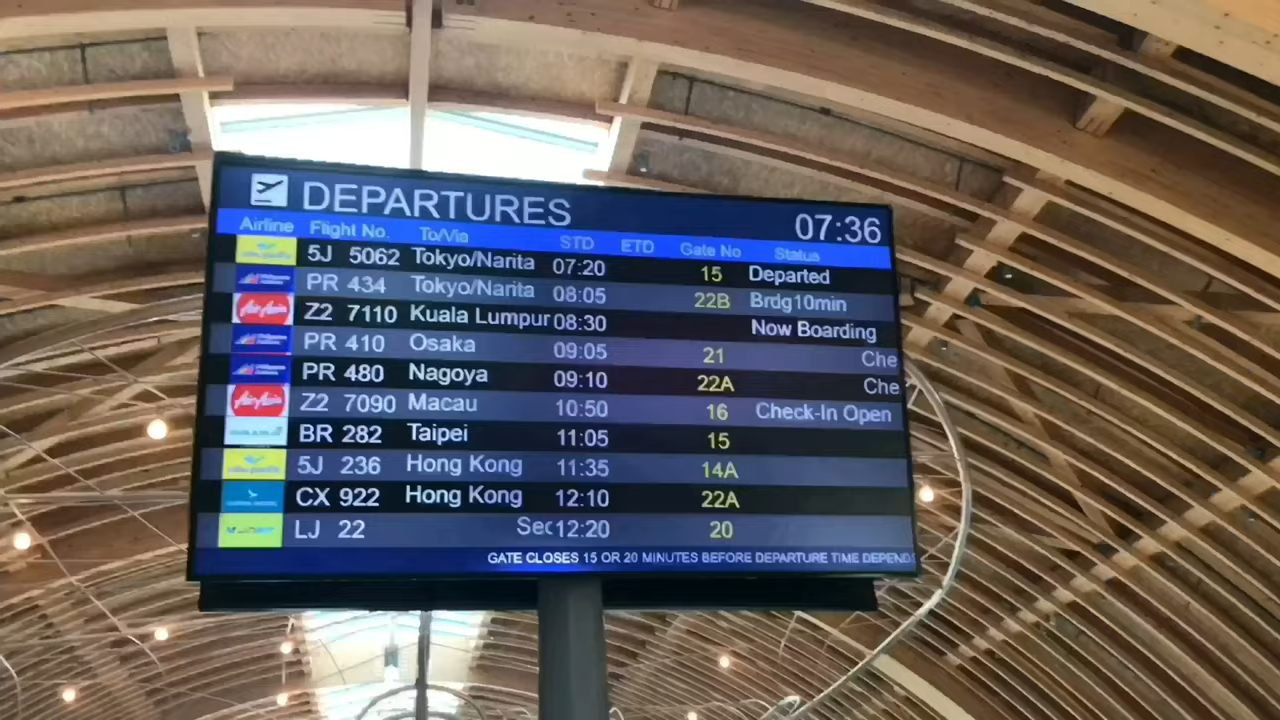 DEPARTURES 07:36
Airline Flight No. To/Via STD ETD Gate No Status
5J 5062 Tokyo/Narita 07:20 15 Departed
PR 434 Tokyo/Narita 08:05 22B Brdg10min
AirAsia Z2 7110 Kuala Lumpur 08:30 Now Boarding
PR 410 Osaka 09:05 21 Che
PR 480 Nagoya 09:10 22A Che
AirAsia Z2 7090 Macau 10:50 16 Check-In Open
BR 282 Taipei 11:05 15
5J 236 Hong Kong 11:35 14A
CX 922 Hong Kong 12:10 22A
LJ 22 Sec 12:20 20
GATE CLOSES 15 OR 20 MINUTES BEFORE DEPARTURE TIME DEPEND